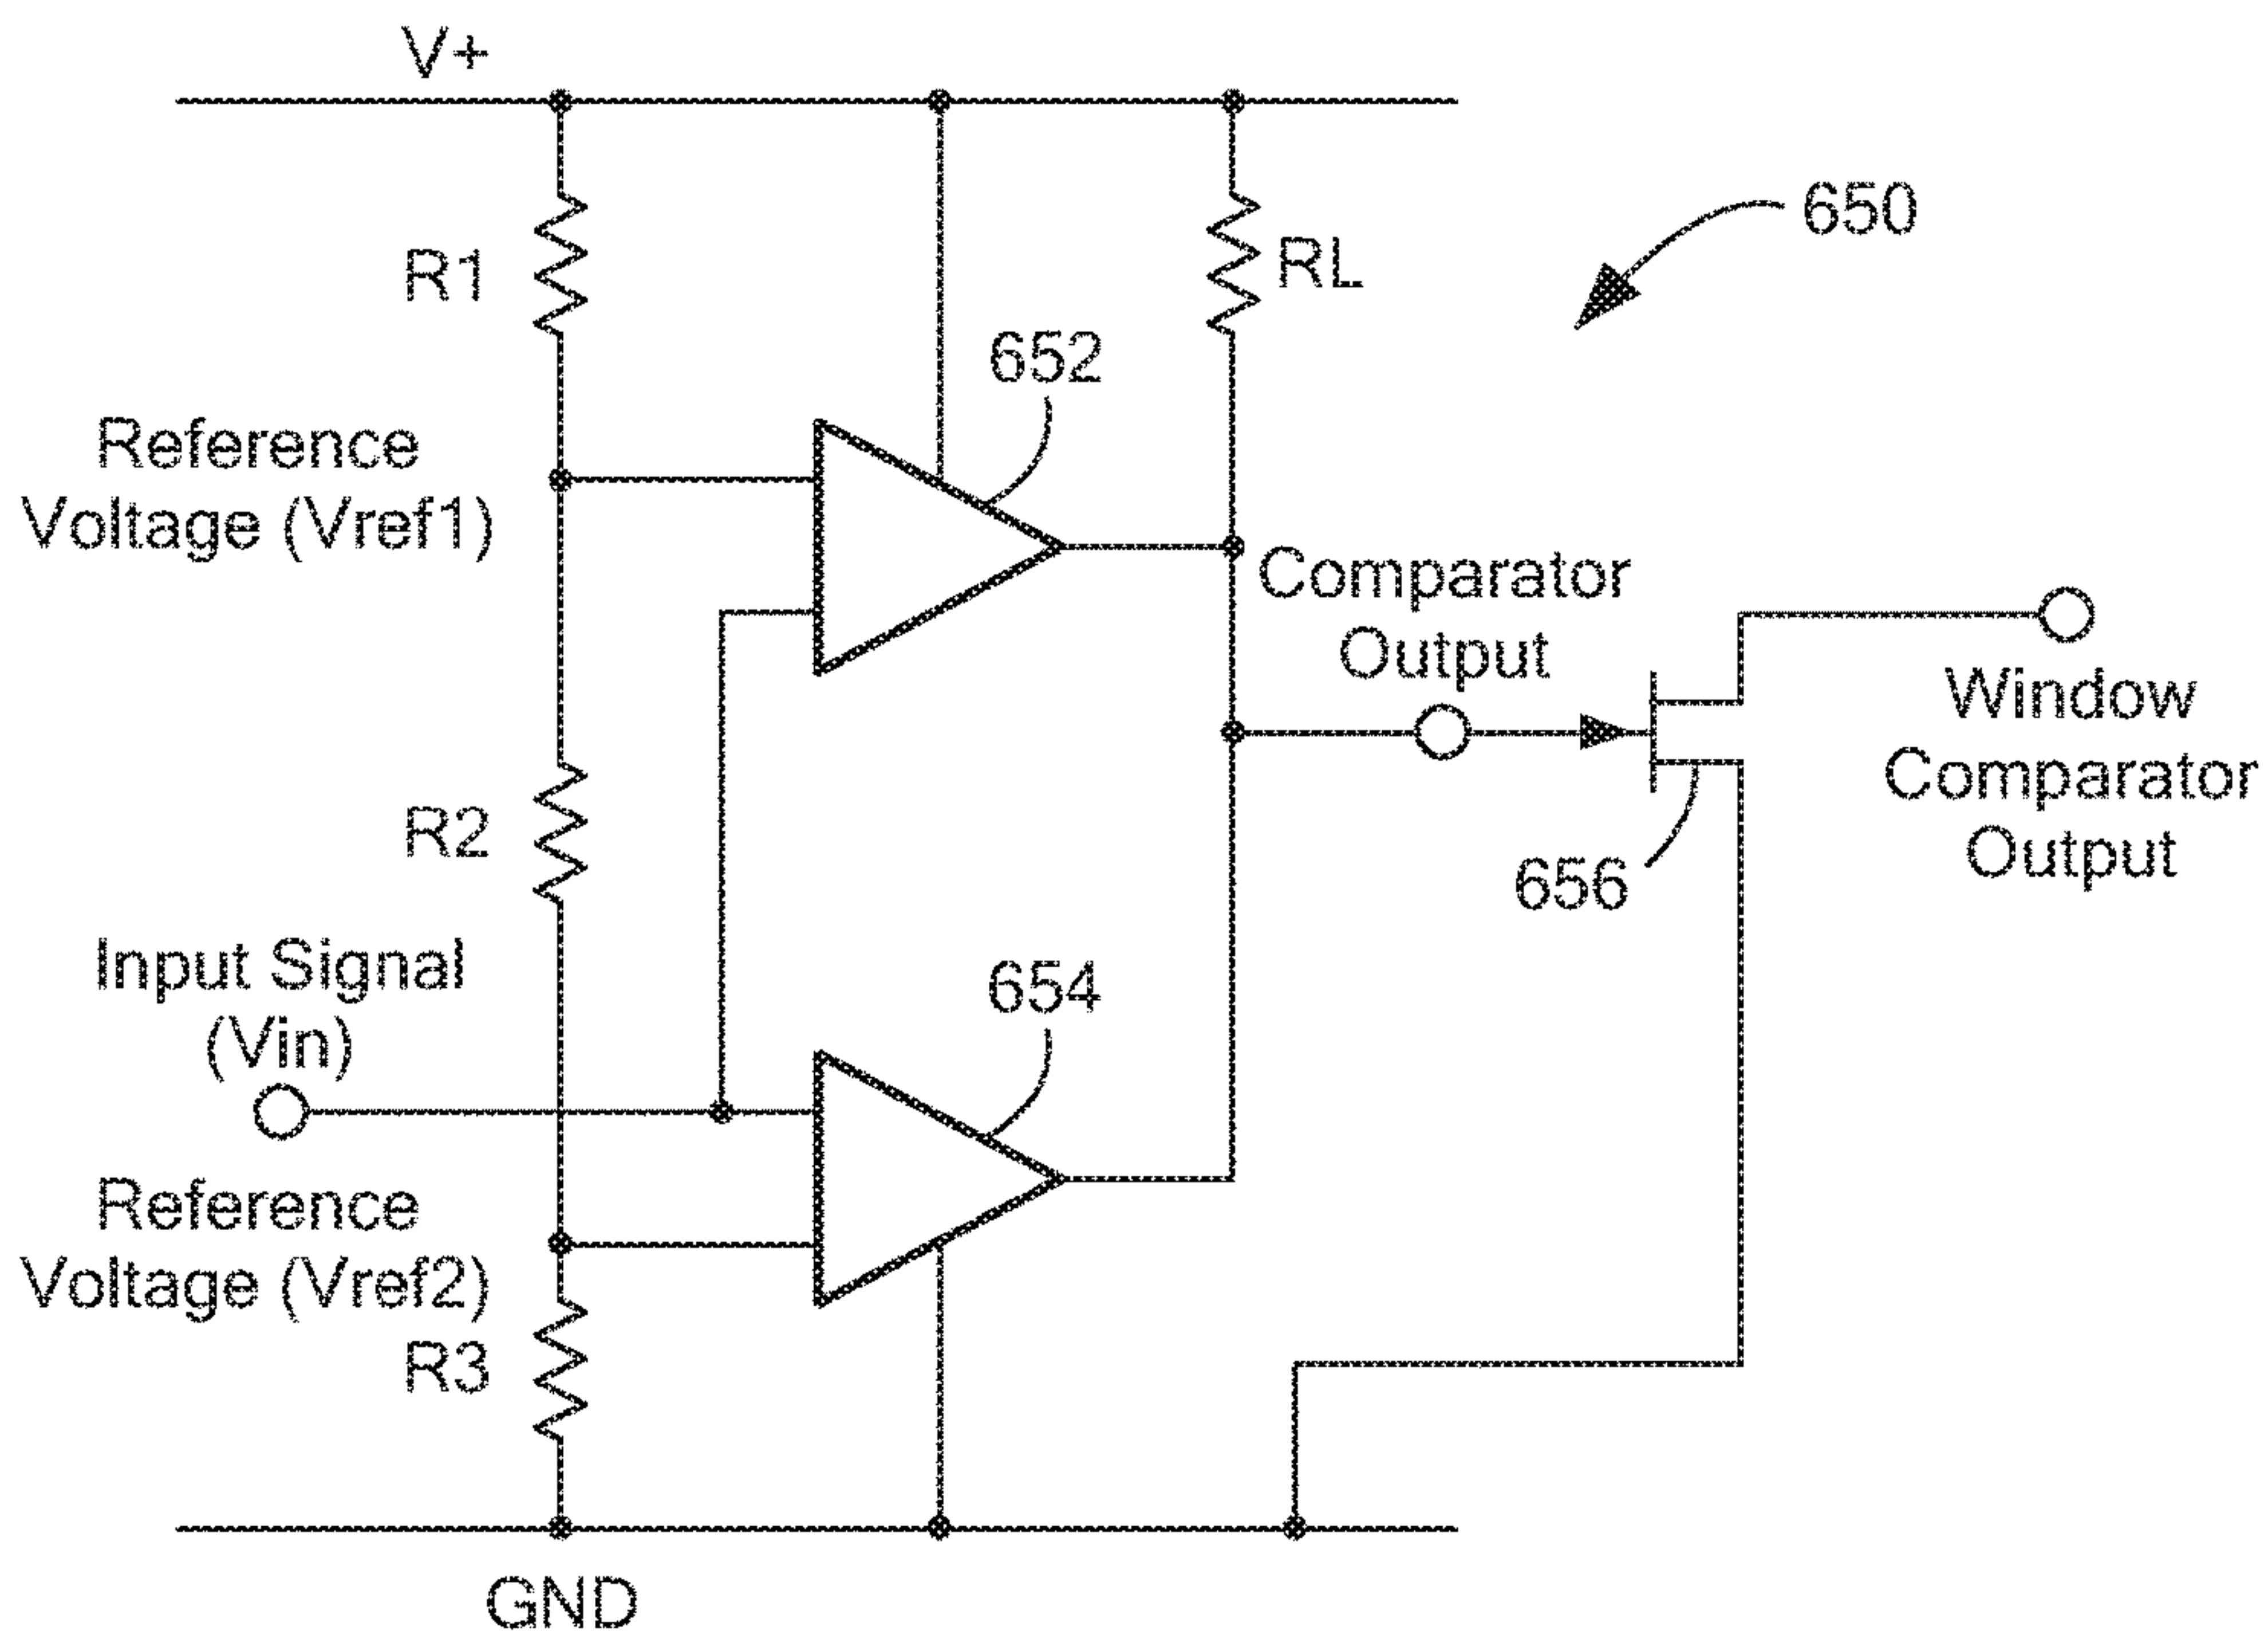 V+
650
R1
RL
652
Reference
Voltage (Vref1)
Comparator
Output
Window
Comparator
Output
R2
656
Input Signal
(Vin)
654
Reference
Voltage (Vref2)
R3
GND